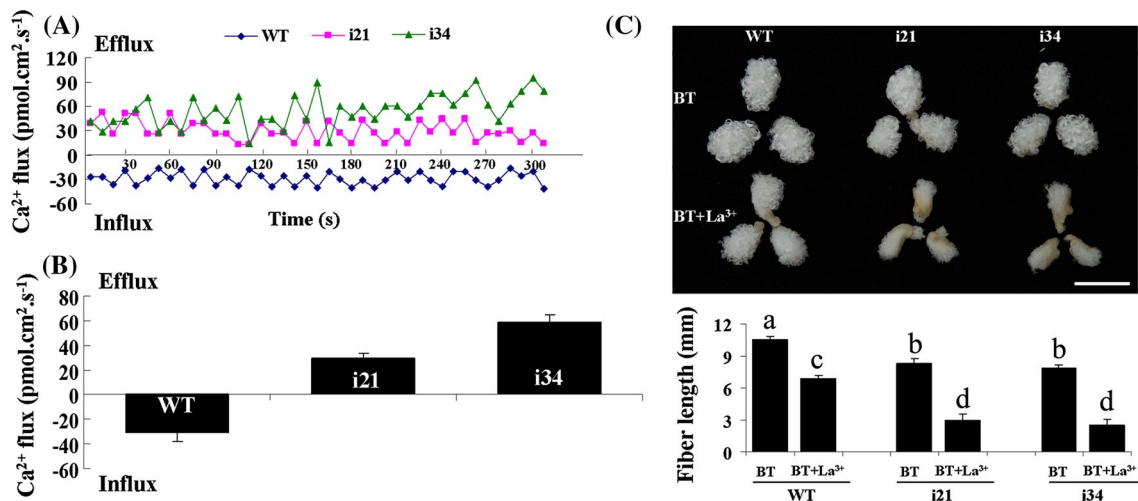 (A)
Ca²⁺ flux (pmol.cm².s⁻¹)
Efflux
WT i21 i34
120
90
60
30
0
-30
-60
30 60 90 120 150 180 210 240 270 300
Influx
Time (s)
(B)
Ca²⁺ flux (pmol.cm².s⁻¹)
Efflux
80
60
40
20
0
-20
-40
-60
WT
i21
i34
Influx
(C)
WT i21 i34
BT
BT+La³⁺
Fiber length (mm)
12
9
6
3
0
a c b d b d
BT BT+La³⁺ BT BT+La³⁺ BT BT+La³⁺
WT i21 i34